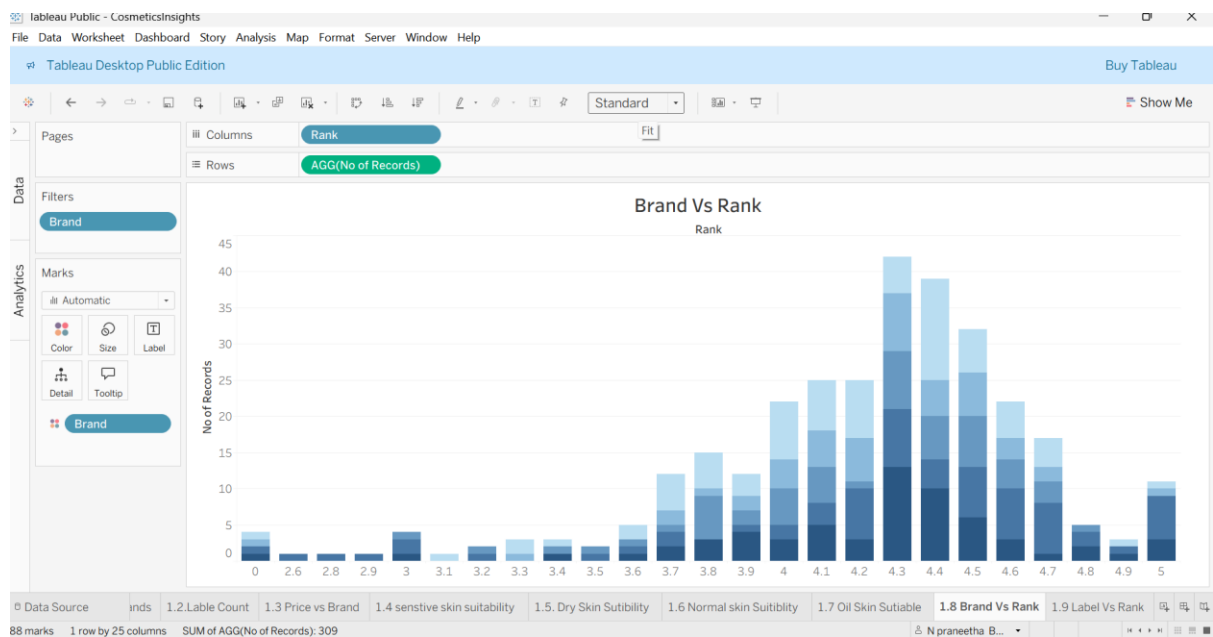 Tableau Public - CosmeticsInsights
File Data Worksheet Dashboard Story Analysis Map Format Server Window Help
Tableau Desktop Public Edition Buy Tableau
Standard Show Me
Pages
Columns Rank Fit
Rows AGG(No of Records)
Data
Filters
Brand
Analytics
Marks
Automatic
Color Size Label
Detail Tooltip
Brand
Brand Vs Rank
Rank
No of Records
45
40
35
30
25
20
15
10
5
0
0 2.6 2.8 2.9 3 3.1 3.2 3.3 3.4 3.5 3.6 3.7 3.8 3.9 4 4.1 4.2 4.3 4.4 4.5 4.6 4.7 4.8 4.9 5
Data Source ands 1.2.Lable Count 1.3 Price vs Brand 1.4 senstive skin suitability 1.5. Dry Skin Sutibility 1.6 Normal skin Suitiblity 1.7 Oil Skin Sutiable 1.8 Brand Vs Rank 1.9 Label Vs Rank
88 marks 1 row by 25 columns SUM of AGG(No of Records): 309 N praneetha B...